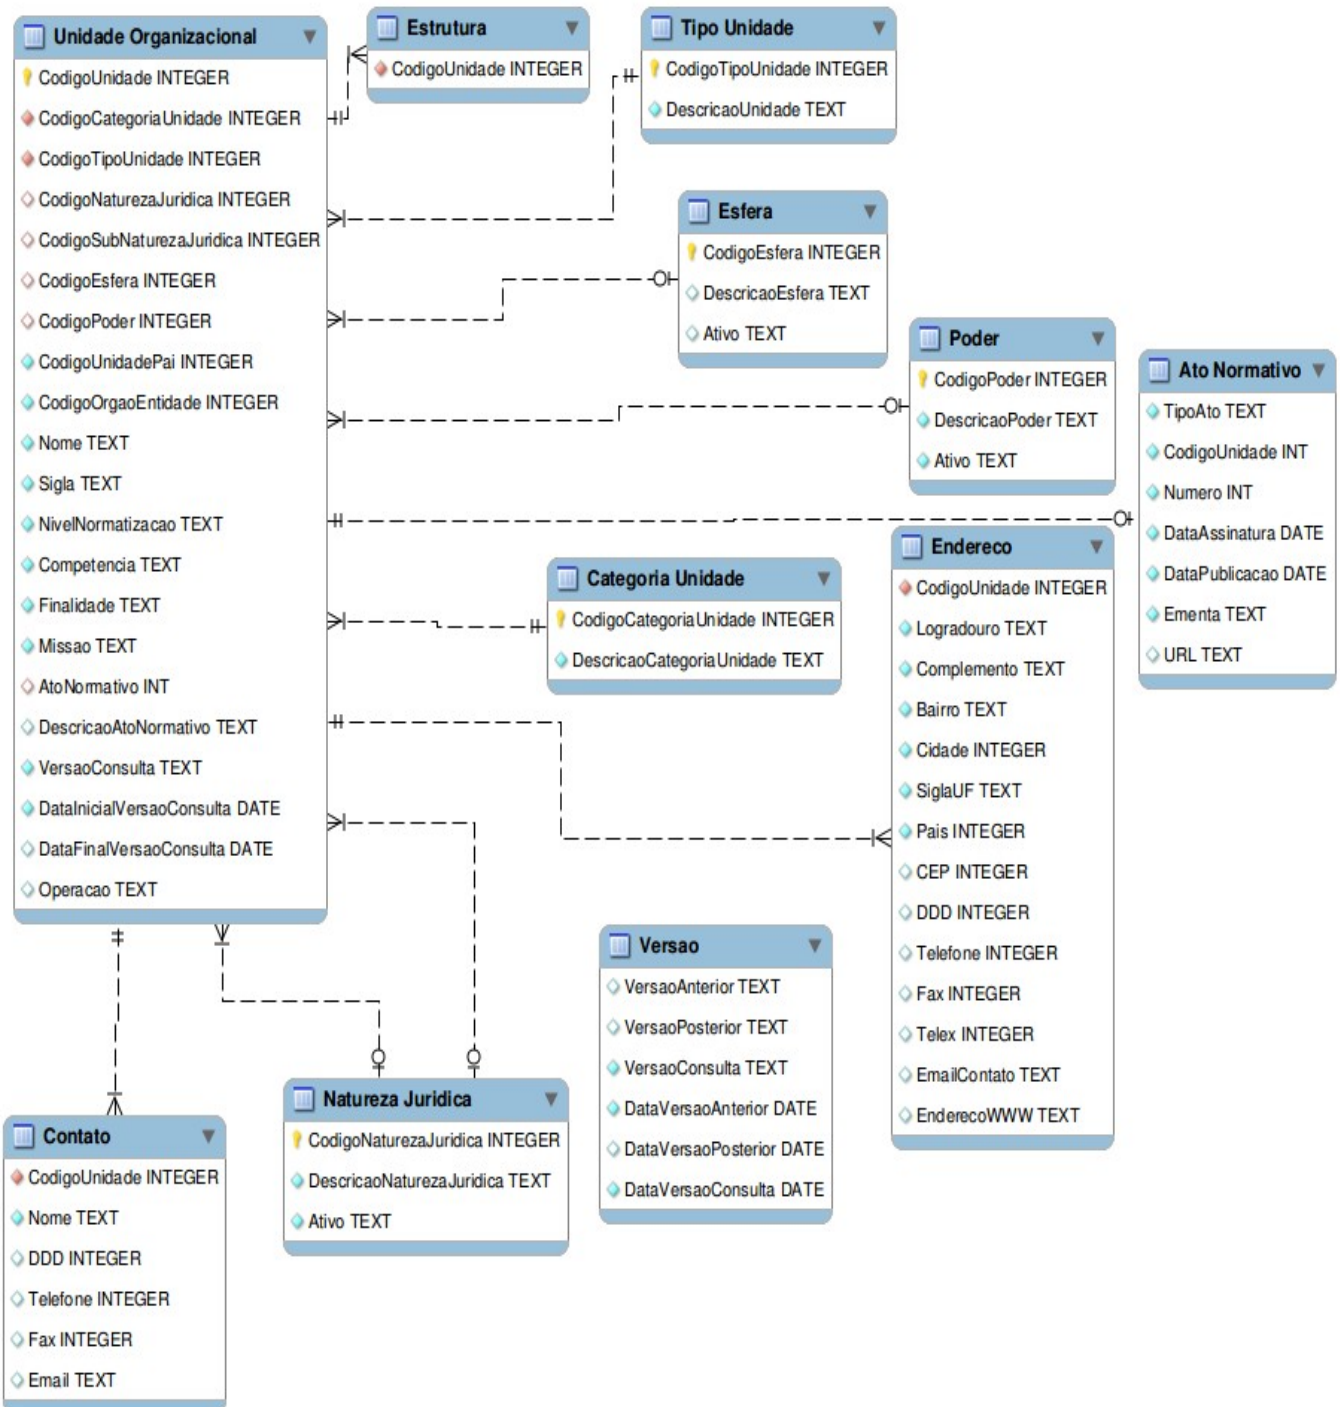 Unidade Organizacional
CodigoUnidade INTEGER
CodigoCategoriaUnidade INTEGER
CodigoTipoUnidade INTEGER
CodigoNaturezaJuridica INTEGER
CodigoSubNaturezaJuridica INTEGER
CodigoEsfera INTEGER
CodigoPoder INTEGER
CodigoUnidadePai INTEGER
CodigoOrgaoEntidade INTEGER
Nome TEXT
Sigla TEXT
NivelNormatizacao TEXT
Competencia TEXT
Finalidade TEXT
Missao TEXT
AtoNormativo INT
DescricaoAtoNormativo TEXT
VersaoConsulta TEXT
DataInicialVersaoConsulta DATE
DataFinalVersaoConsulta DATE
Operacao TEXT
Estrutura
CodigoUnidade INTEGER
Tipo Unidade
CodigoTipoUnidade INTEGER
DescricaoUnidade TEXT
Esfera
CodigoEsfera INTEGER
DescricaoEsfera TEXT
Ativo TEXT
Poder
CodigoPoder INTEGER
DescricaoPoder TEXT
Ativo TEXT
Ato Normativo
TipoAto TEXT
CodigoUnidade INT
Numero INT
DataAssinatura DATE
DataPublicacao DATE
Ementa TEXT
URL TEXT
Categoria Unidade
CodigoCategoriaUnidade INTEGER
DescricaoCategoriaUnidade TEXT
Endereco
CodigoUnidade INTEGER
Logradouro TEXT
Complemento TEXT
Bairro TEXT
Cidade INTEGER
SiglaUF TEXT
Pais INTEGER
CEP INTEGER
DDD INTEGER
Telefone INTEGER
Fax INTEGER
Telex INTEGER
EmailContato TEXT
EnderecoWWW TEXT
Versao
VersaoAnterior TEXT
VersaoPosterior TEXT
VersaoConsulta TEXT
DataVersaoAnterior DATE
DataVersaoPosterior DATE
DataVersaoConsulta DATE
Natureza Juridica
CodigoNaturezaJuridica INTEGER
DescricaoNaturezaJuridica TEXT
Ativo TEXT
Contato
CodigoUnidade INTEGER
Nome TEXT
DDD INTEGER
Telefone INTEGER
Fax INTEGER
Email TEXT